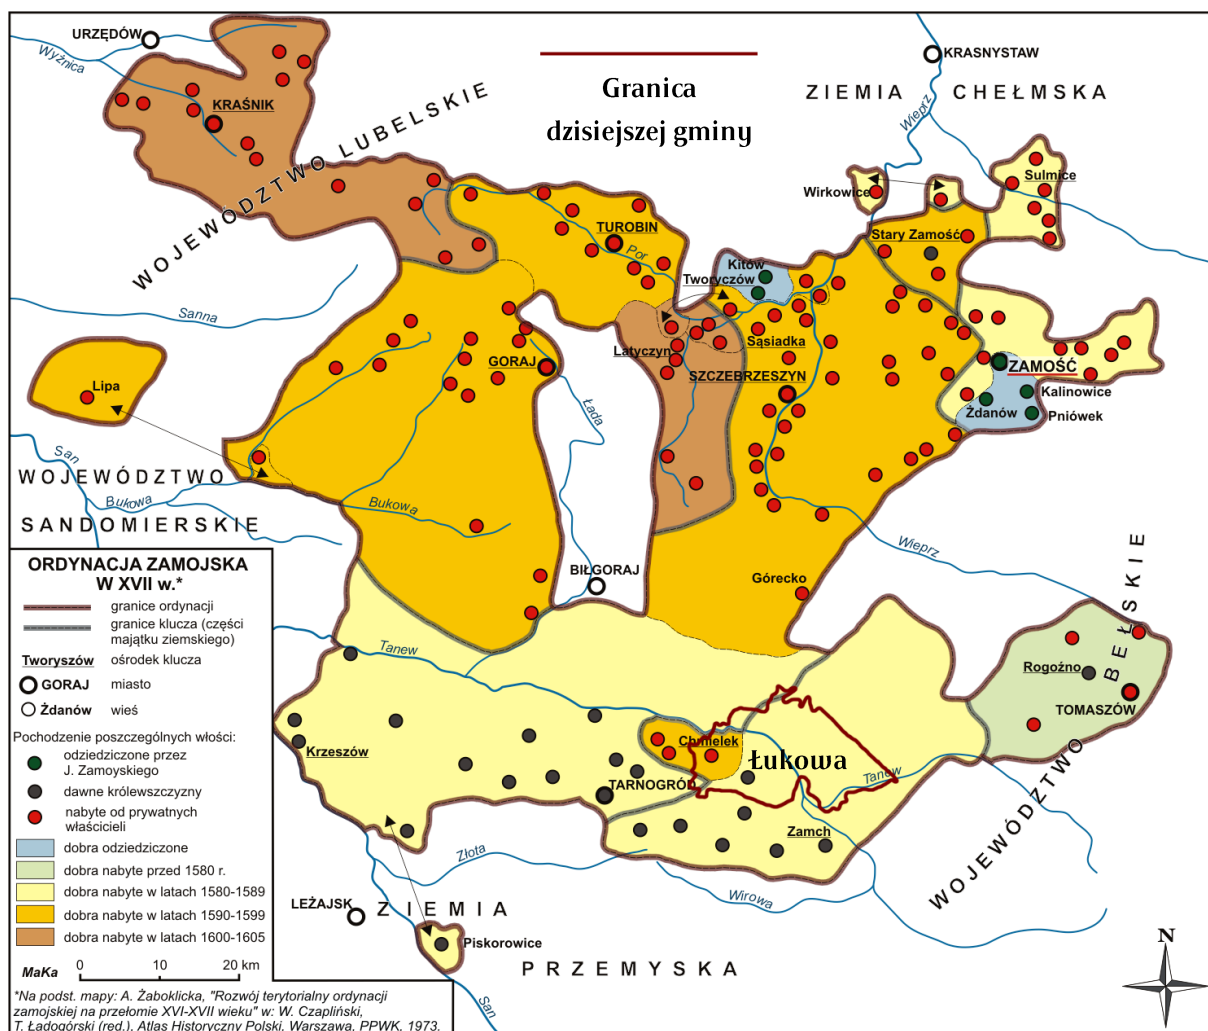 URZĘDÓW
Wyżnica
KRAŚNIK
WOJEWÓDZTWO LUBELSKIE
Granica
dzisiejszej gminy
KRASNYSTAW
ZIEMIA CHEŁMSKA
Wieprz
Wirkowice
Sulmice
Stary Zamość
TUROBIN
Por
Kitów
Tworyczów
Sanna
Latyczyn
Sąsiadka
GORAJ
SZCZEBRZESZYN
ZAMOŚĆ
Kalinowice
Żdanów
Pniówek
Lipa
Łada
San
WOJEWÓDZTWO
SANDOMIERSKIE
Bukowa
Bukowa
Wieprz
BIŁGORAJ
Górecko
WOJEWÓDZTWO BEŁSKIE
Rogoźno
TOMASZÓW
Tanew
Krzeszów
Chmielek
Łukowa
Tanew
TARNOGRÓD
Zamch
Złota
Wirowa
LEŻAJSK
ZIEMIA
PRZEMYSKA
Piskorowice
San
N
ORDYNACJA ZAMOJSKA
W XVII w.*
granice ordynacji
granice klucza (części
majątku ziemskiego)
Tworyszów ośrodek klucza
GORAJ miasto
Żdanów wieś
Pochodzenie poszczególnych włości:
odziedziczone przez
J. Zamoyskiego
dawne królewszczyzny
nabyte od prywatnych
właścicieli
dobra odziedziczone
dobra nabyte przed 1580 r.
dobra nabyte w latach 1580-1589
dobra nabyte w latach 1590-1599
dobra nabyte w latach 1600-1605
MaKa 0 20 km
*Na podst. mapy: A. Żaboklicka, "Rozwój terytorialny ordynacji
zamojskiej na przełomie XVI-XVII wieku" w: W. Czapliński,
T. Ładogórski (red.), Atlas Historyczny Polski, Warszawa, PPWK, 1973.